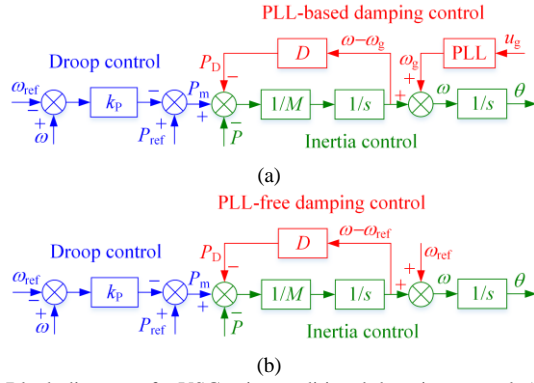 PLL-based damping control
Droop control
P_D
D
ω−ω_g
ω_g
PLL
u_g
ω_ref
−
+
ω
k_P
−
P_ref
+
P_m
+
−
−
P
1/M
1/s
+
+
ω
1/s
θ
Inertia control
(a)
PLL-free damping control
Droop control
P_D
D
ω−ω_ref
ω_ref
ω_ref
−
+
ω
k_P
−
P_ref
+
P_m
+
−
−
P
1/M
1/s
+
+
ω
1/s
θ
Inertia control
(b)